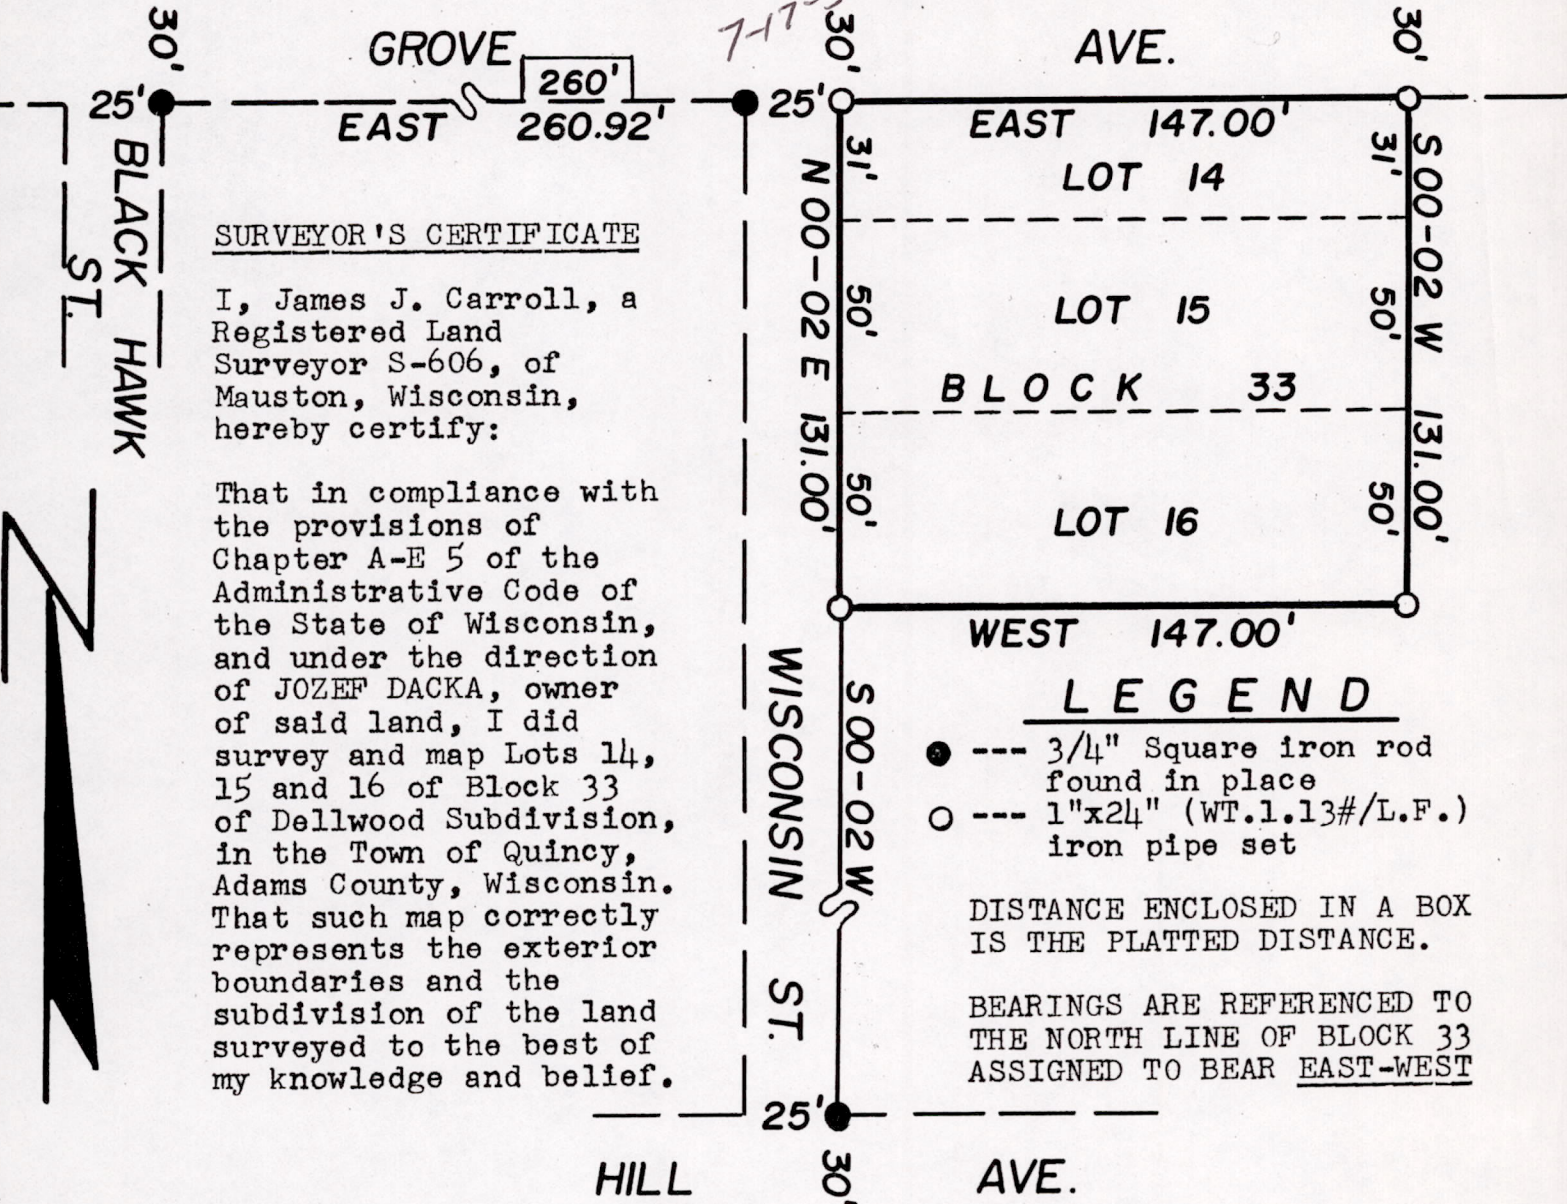 GROVE AVE.
7-17
30' 30' 30'
260'
25' 25'
EAST 260.92'
EAST 147.00'
31' 31'
LOT 14
50' 50'
LOT 15
BLOCK 33
50' 50'
LOT 16
WEST 147.00'
N 00-02 E 131.00'
S 00-02 W 131.00'
BLACK HAWK
ST.
SURVEYOR'S CERTIFICATE
I, James J. Carroll, a
Registered Land
Surveyor S-606, of
Mauston, Wisconsin,
hereby certify:
That in compliance with
the provisions of
Chapter A-E 5 of the
Administrative Code of
the State of Wisconsin,
and under the direction
of JOZEF DACKA, owner
of said land, I did
survey and map Lots 14,
15 and 16 of Block 33
of Dellwood Subdivision,
in the Town of Quincy,
Adams County, Wisconsin.
That such map correctly
represents the exterior
boundaries and the
subdivision of the land
surveyed to the best of
my knowledge and belief.
WISCONSIN ST.
S 00-02 W
LEGEND
--- 3/4" Square iron rod
found in place
--- 1"x24" (WT.1.13#/L.F.)
iron pipe set
DISTANCE ENCLOSED IN A BOX
IS THE PLATTED DISTANCE.
BEARINGS ARE REFERENCED TO
THE NORTH LINE OF BLOCK 33
ASSIGNED TO BEAR EAST-WEST
25'
30'
HILL AVE.
N